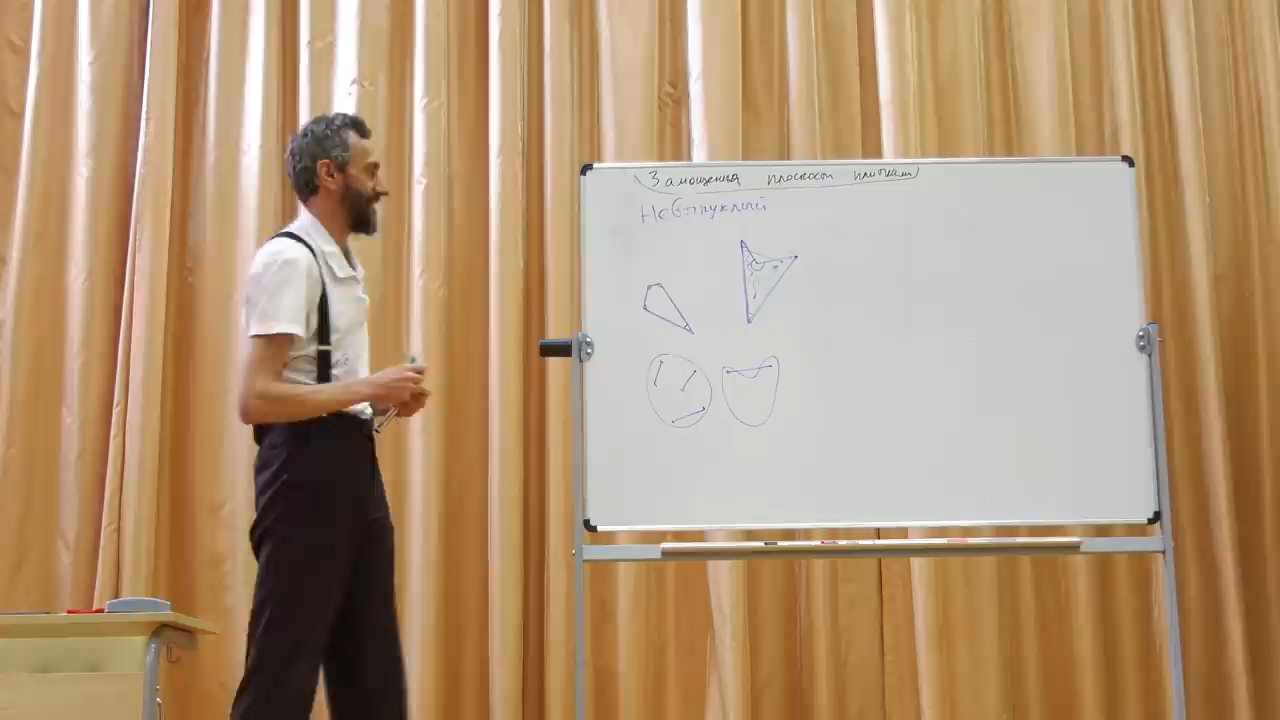 Замощения плоскости плитками
Невыпуклый